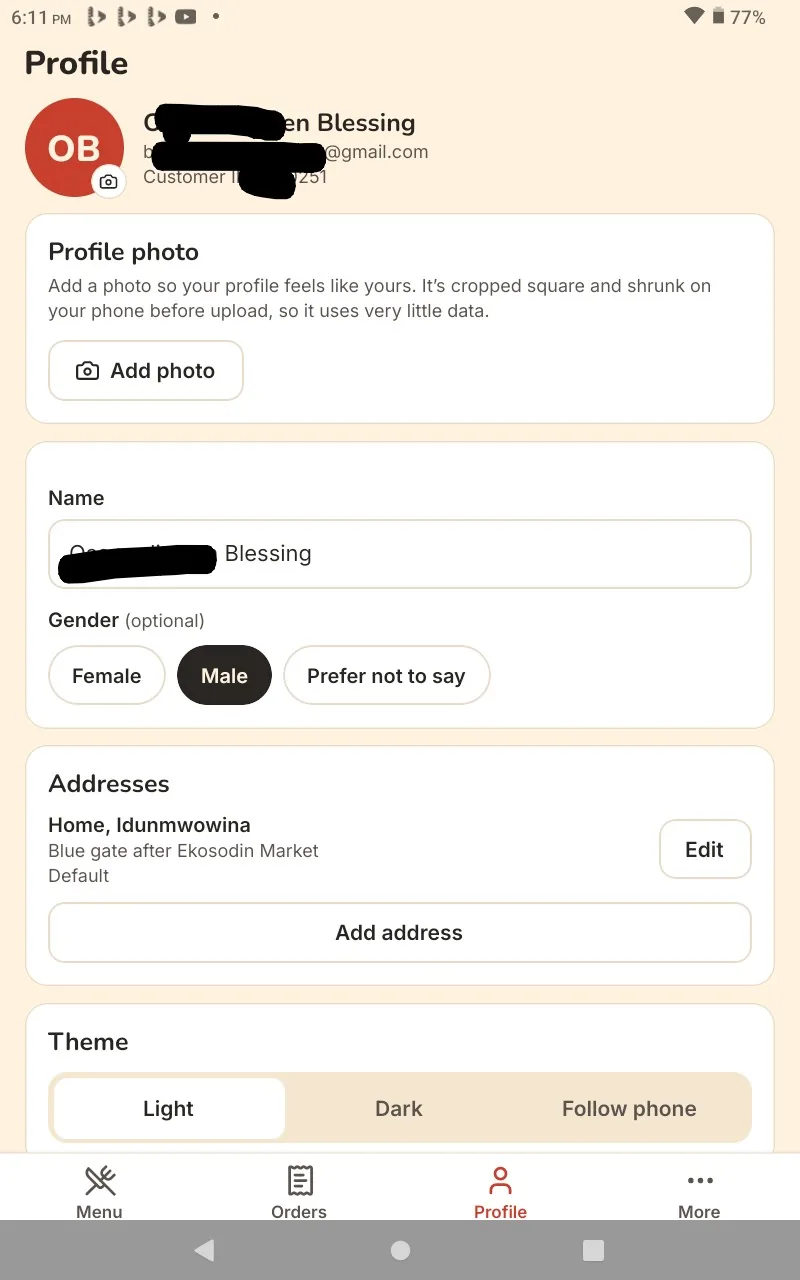 6:11 PM 77%
Profile
OB
Blessing
@gmail.com
Customer
Profile photo
Add a photo so your profile feels like yours. It’s cropped square and shrunk on
your phone before upload, so it uses very little data.
Add photo
Name
Blessing
Gender (optional)
Female Male Prefer not to say
Addresses
Home, Idunmwowina
Blue gate after Ekosodin Market
Default
Edit
Add address
Theme
Light Dark Follow phone
Menu Orders Profile More